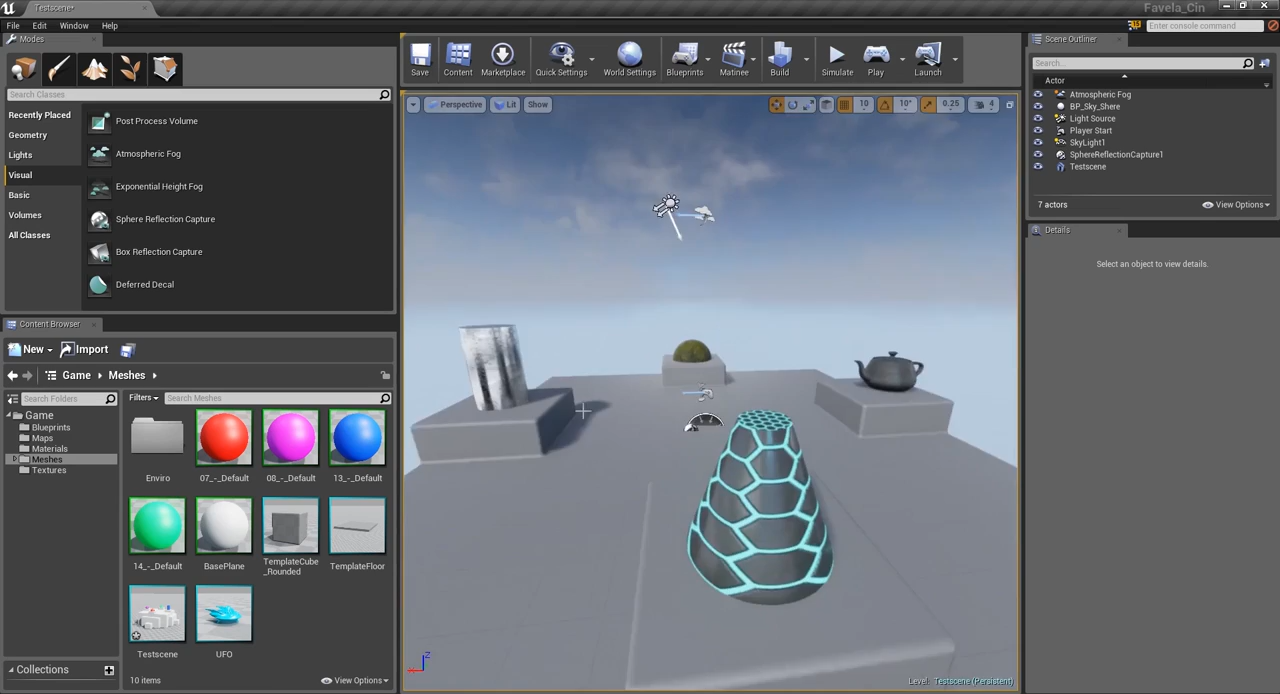 Testscene*
Favela_Cin
File Edit Window Help
15
Enter console command
Modes
Search Classes
Recently Placed
Geometry
Lights
Visual
Basic
Volumes
All Classes
Post Process Volume
Atmospheric Fog
Exponential Height Fog
Sphere Reflection Capture
Box Reflection Capture
Deferred Decal
Content Browser
New
Import
Game
Meshes
Search Folders
Game
Blueprints
Maps
Materials
Meshes
Textures
Collections
Filters
Search Meshes
Enviro
07_-_Default
08_-_Default
13_-_Default
14_-_Default
BasePlane
TemplateCube
_Rounded
TemplateFloor
Testscene
UFO
10 items
View Options
Save
Content
Marketplace
Quick Settings
World Settings
Blueprints
Matinee
Build
Simulate
Play
Launch
Perspective
Lit
Show
10
10°
0.25
4
Z
X
Level: Testscene (Persistent)
Scene Outliner
Search...
Actor
Atmospheric Fog
BP_Sky_Shere
Light Source
Player Start
SkyLight1
SphereReflectionCapture1
Testscene
7 actors
View Options
Details
Select an object to view details.